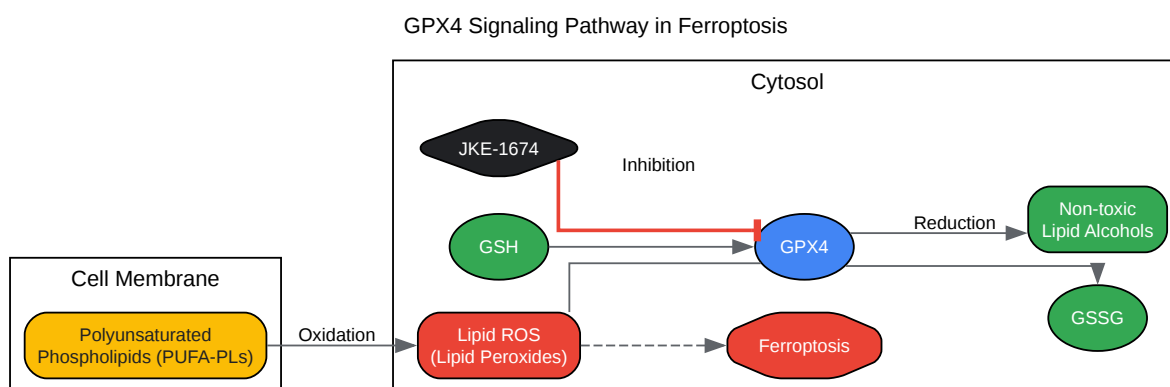 GPX4 Signaling Pathway in Ferroptosis
Cytosol
JKE-1674
Inhibition
GSH
GPX4
Reduction
Non-toxic
Lipid Alcohols
GSSG
Cell Membrane
Polyunsaturated
Phospholipids (PUFA-PLs)
Oxidation
Lipid ROS
(Lipid Peroxides)
Ferroptosis